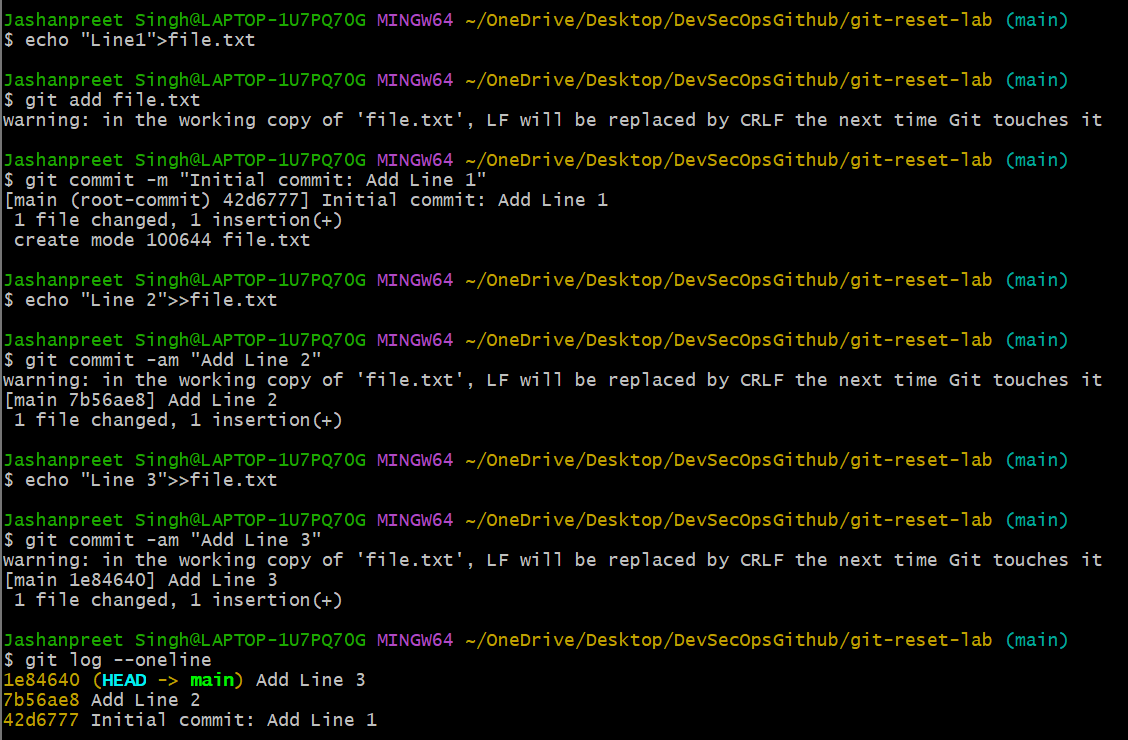 Jashanpreet Singh@LAPTOP-1U7PQ7OG MINGW64 ~/OneDrive/Desktop/DevSecOpsGithub/git-reset-lab (main)
$ echo "Line1">file.txt
Jashanpreet Singh@LAPTOP-1U7PQ7OG MINGW64 ~/OneDrive/Desktop/DevSecOpsGithub/git-reset-lab (main)
$ git add file.txt
warning: in the working copy of 'file.txt', LF will be replaced by CRLF the next time Git touches it
Jashanpreet Singh@LAPTOP-1U7PQ7OG MINGW64 ~/OneDrive/Desktop/DevSecOpsGithub/git-reset-lab (main)
$ git commit -m "Initial commit: Add Line 1"
[main (root-commit) 42d6777] Initial commit: Add Line 1
 1 file changed, 1 insertion(+)
 create mode 100644 file.txt
Jashanpreet Singh@LAPTOP-1U7PQ7OG MINGW64 ~/OneDrive/Desktop/DevSecOpsGithub/git-reset-lab (main)
$ echo "Line 2">>file.txt
Jashanpreet Singh@LAPTOP-1U7PQ7OG MINGW64 ~/OneDrive/Desktop/DevSecOpsGithub/git-reset-lab (main)
$ git commit -am "Add Line 2"
warning: in the working copy of 'file.txt', LF will be replaced by CRLF the next time Git touches it
[main 7b56ae8] Add Line 2
 1 file changed, 1 insertion(+)
Jashanpreet Singh@LAPTOP-1U7PQ7OG MINGW64 ~/OneDrive/Desktop/DevSecOpsGithub/git-reset-lab (main)
$ echo "Line 3">>file.txt
Jashanpreet Singh@LAPTOP-1U7PQ7OG MINGW64 ~/OneDrive/Desktop/DevSecOpsGithub/git-reset-lab (main)
$ git commit -am "Add Line 3"
warning: in the working copy of 'file.txt', LF will be replaced by CRLF the next time Git touches it
[main 1e84640] Add Line 3
 1 file changed, 1 insertion(+)
Jashanpreet Singh@LAPTOP-1U7PQ7OG MINGW64 ~/OneDrive/Desktop/DevSecOpsGithub/git-reset-lab (main)
$ git log --oneline
1e84640 (HEAD -> main) Add Line 3
7b56ae8 Add Line 2
42d6777 Initial commit: Add Line 1